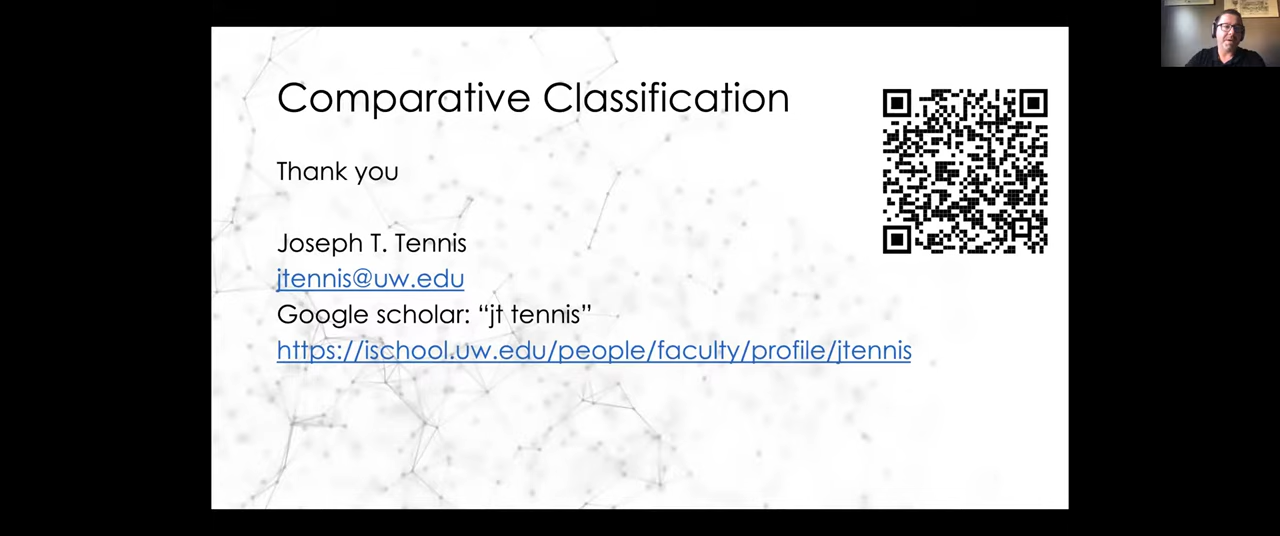 Comparative Classification
Thank you
Joseph T. Tennis
jtennis@uw.edu
Google scholar: “jt tennis”
https://ischool.uw.edu/people/faculty/profile/jtennis